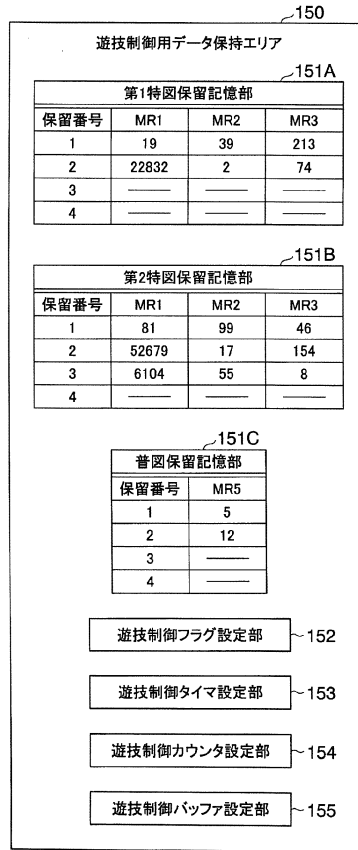 150
遊技制御用データ保持エリア
151A
第1特図保留記憶部
保留番号 MR1 MR2 MR3
1 19 39 213
2 22832 2 74
3 ―― ―― ――
4 ―― ―― ――
151B
第2特図保留記憶部
保留番号 MR1 MR2 MR3
1 81 99 46
2 52679 17 154
3 6104 55 8
4 ―― ―― ――
151C
普図保留記憶部
保留番号 MR5
1 5
2 12
3 ――
4 ――
遊技制御フラグ設定部 152
遊技制御タイマ設定部 153
遊技制御カウンタ設定部 154
遊技制御バッファ設定部 155